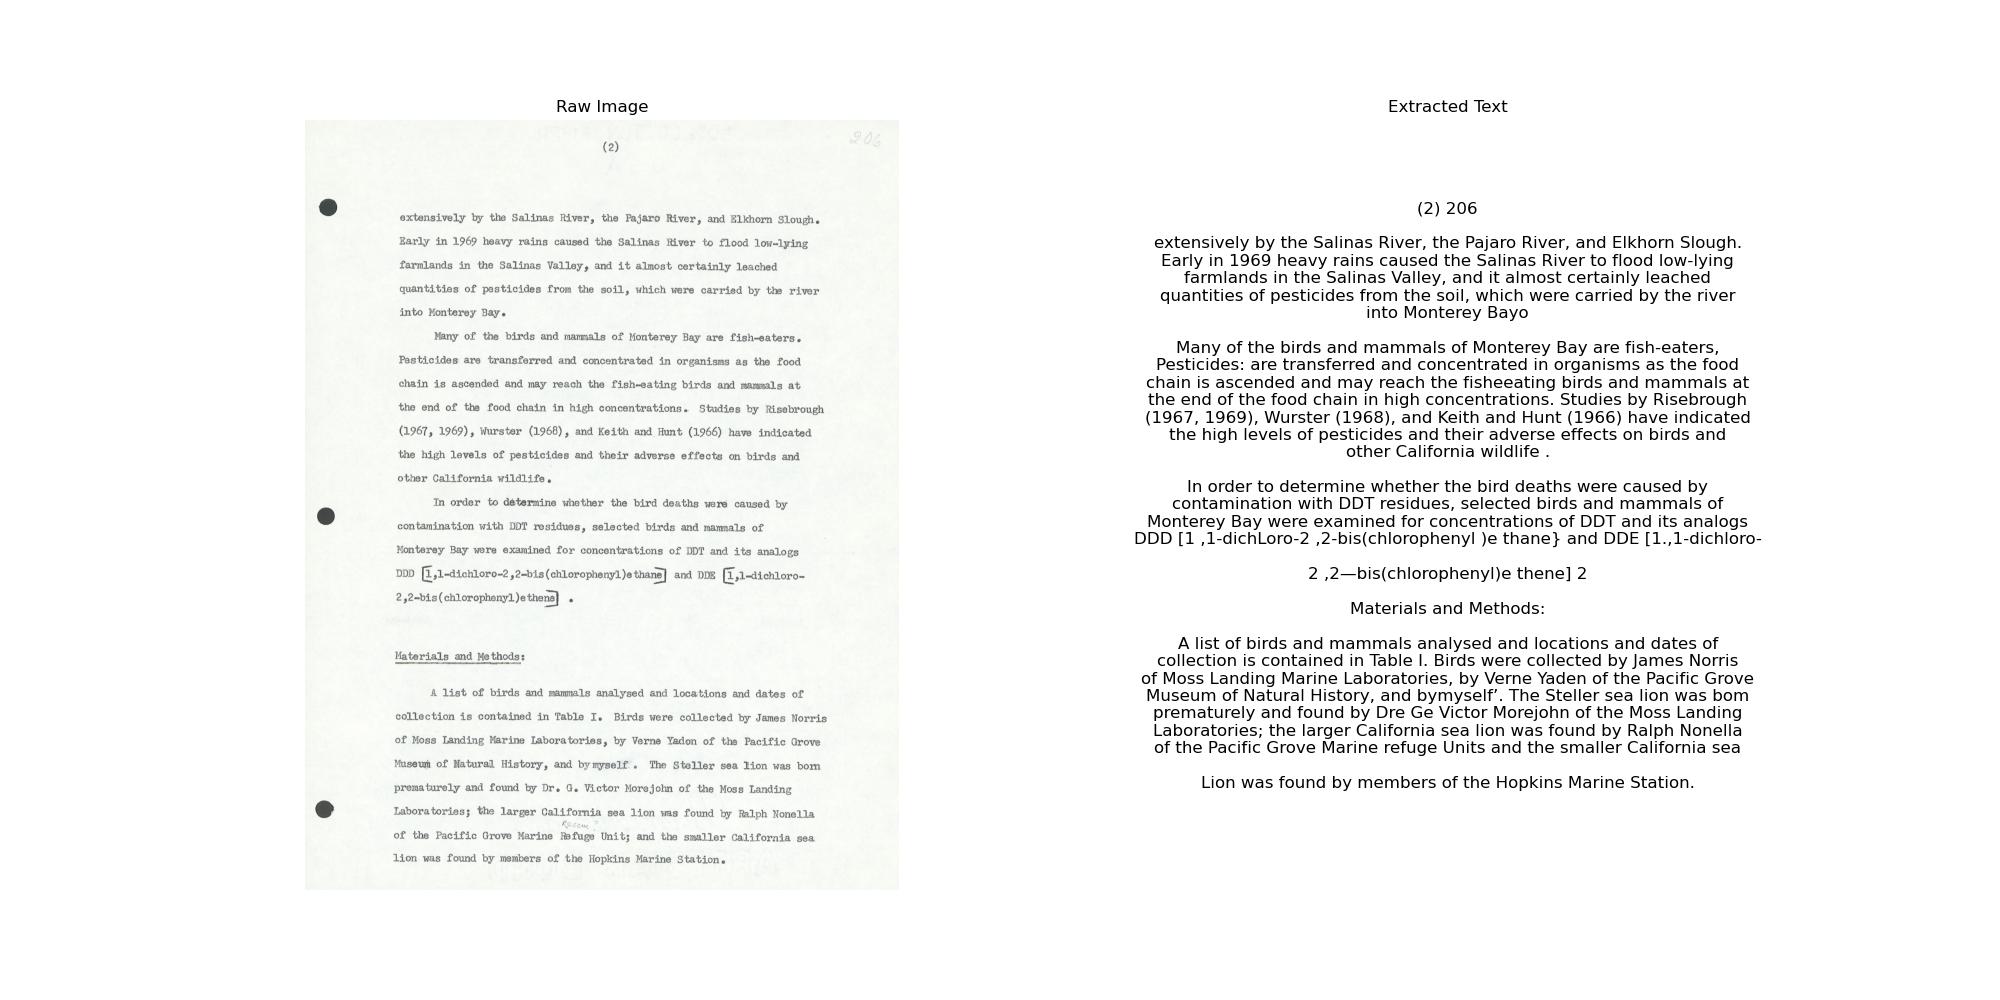 Raw Image
(2)
206
extensively by the Salinas River, the Pajaro River, and Elkhorn Slough.
Early in 1969 heavy rains caused the Salinas River to flood low-lying
farmlands in the Salinas Valley, and it almost certainly leached
quantities of pesticides from the soil, which were carried by the river
into Monterey Bay.
Many of the birds and mammals of Monterey Bay are fish-eaters.
Pesticides are transferred and concentrated in organisms as the food
chain is ascended and may reach the fish-eating birds and mammals at
the end of the food chain in high concentrations. Studies by Risebrough
(1967, 1969), Wurster (1968), and Keith and Hunt (1966) have indicated
the high levels of pesticides and their adverse effects on birds and
other California wildlife.
In order to determine whether the bird deaths were caused by
contamination with DDT residues, selected birds and mammals of
Monterey Bay were examined for concentrations of DDT and its analogs
DDD [1,1-dichloro-2,2-bis(chlorophenyl)ethane] and DDE [1,1-dichloro-
2,2-bis(chlorophenyl)ethene] .
Materials and Methods:
A list of birds and mammals analysed and locations and dates of
collection is contained in Table I. Birds were collected by James Norris
of Moss Landing Marine Laboratories, by Verne Yadon of the Pacific Grove
Museum of Natural History, and by myself . The Steller sea lion was born
prematurely and found by Dr. G. Victor Morejohn of the Moss Landing
Laboratories; the larger California sea lion was found by Ralph Nonella
of the Pacific Grove Marine Refuge Unit; and the smaller California sea
lion was found by members of the Hopkins Marine Station.
Extracted Text
(2) 206
extensively by the Salinas River, the Pajaro River, and Elkhorn Slough.
Early in 1969 heavy rains caused the Salinas River to flood low-lying
farmlands in the Salinas Valley, and it almost certainly leached
quantities of pesticides from the soil, which were carried by the river
into Monterey Bayo
Many of the birds and mammals of Monterey Bay are fish-eaters,
Pesticides: are transferred and concentrated in organisms as the food
chain is ascended and may reach the fisheeating birds and mammals at
the end of the food chain in high concentrations. Studies by Risebrough
(1967, 1969), Wurster (1968), and Keith and Hunt (1966) have indicated
the high levels of pesticides and their adverse effects on birds and
other California wildlife .
In order to determine whether the bird deaths were caused by
contamination with DDT residues, selected birds and mammals of
Monterey Bay were examined for concentrations of DDT and its analogs
DDD [1 ,1-dichLoro-2 ,2-bis(chlorophenyl )e thane} and DDE [1.,1-dichloro-
2 ,2—bis(chlorophenyl)e thene] 2
Materials and Methods:
A list of birds and mammals analysed and locations and dates of
collection is contained in Table I. Birds were collected by James Norris
of Moss Landing Marine Laboratories, by Verne Yaden of the Pacific Grove
Museum of Natural History, and bymyself’. The Steller sea lion was bom
prematurely and found by Dre Ge Victor Morejohn of the Moss Landing
Laboratories; the larger California sea lion was found by Ralph Nonella
of the Pacific Grove Marine refuge Units and the smaller California sea
Lion was found by members of the Hopkins Marine Station.